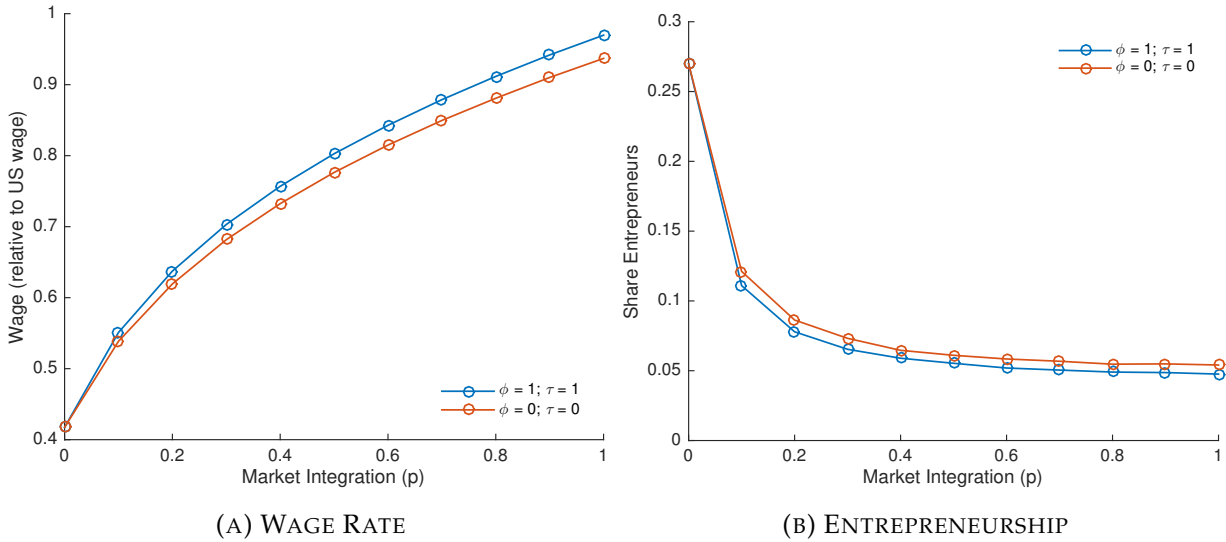 1
0.9
0.8
0.7
0.6
0.5
0.4
Wage (relative to US wage)
0 0.2 0.4 0.6 0.8 1
Market Integration (p)
ϕ = 1; τ = 1
ϕ = 0; τ = 0
(A) WAGE RATE
0.3
0.25
0.2
0.15
0.1
0.05
0
Share Entrepreneurs
0 0.2 0.4 0.6 0.8 1
Market Integration (p)
ϕ = 1; τ = 1
ϕ = 0; τ = 0
(B) ENTREPRENEURSHIP